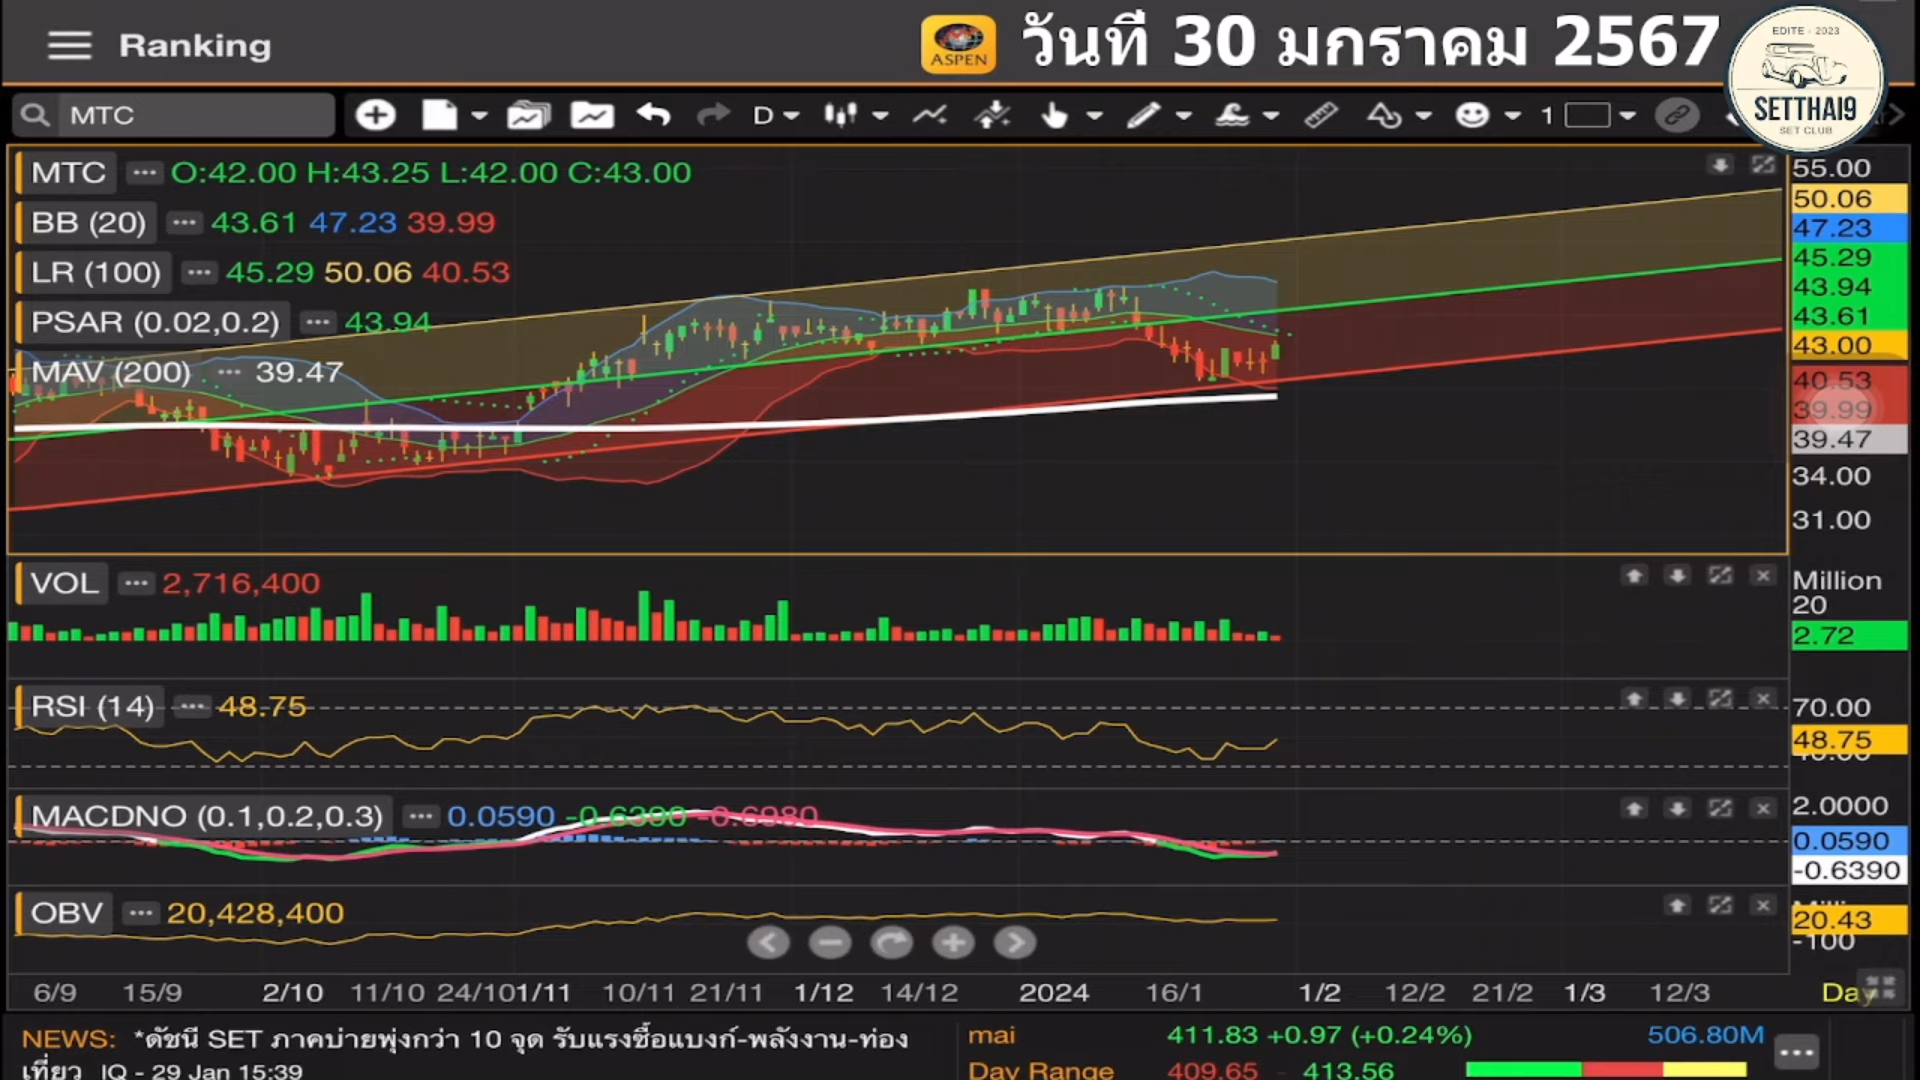 Ranking
ASPEN
วันที่ 30 มกราคม 2567
EDITE - 2023
SETTHAI9
SET CLUB
MTC
D
1
MTC ... O:42.00 H:43.25 L:42.00 C:43.00
BB (20) ... 43.61 47.23 39.99
LR (100) ... 45.29 50.06 40.53
PSAR (0.02,0.2) ... 43.94
MAV (200) ... 39.47
55.00
50.06
47.23
45.29
43.94
43.61
43.00
40.53
39.99
39.47
34.00
31.00
VOL ... 2,716,400
Million
20
2.72
RSI (14) ... 48.75
70.00
48.75
MACDNO (0.1,0.2,0.3) ... 0.0590 -0.6390 -0.6980
2.0000
0.0590
-0.6390
OBV ... 20,428,400
20.43
-100
6/9 15/9 2/10 11/10 24/10 1/11 10/11 21/11 1/12 14/12 2024 16/1 1/2 12/2 21/2 1/3 12/3 Day
NEWS: *ดัชนี SET ภาคบ่ายพุ่งกว่า 10 จุด รับแรงซื้อแบงก์-พลังงาน-ท่อง
เที่ยว IQ - 29 Jan 15:39
mai 411.83 +0.97 (+0.24%) 506.80M
Day Range 409.65 - 413.56